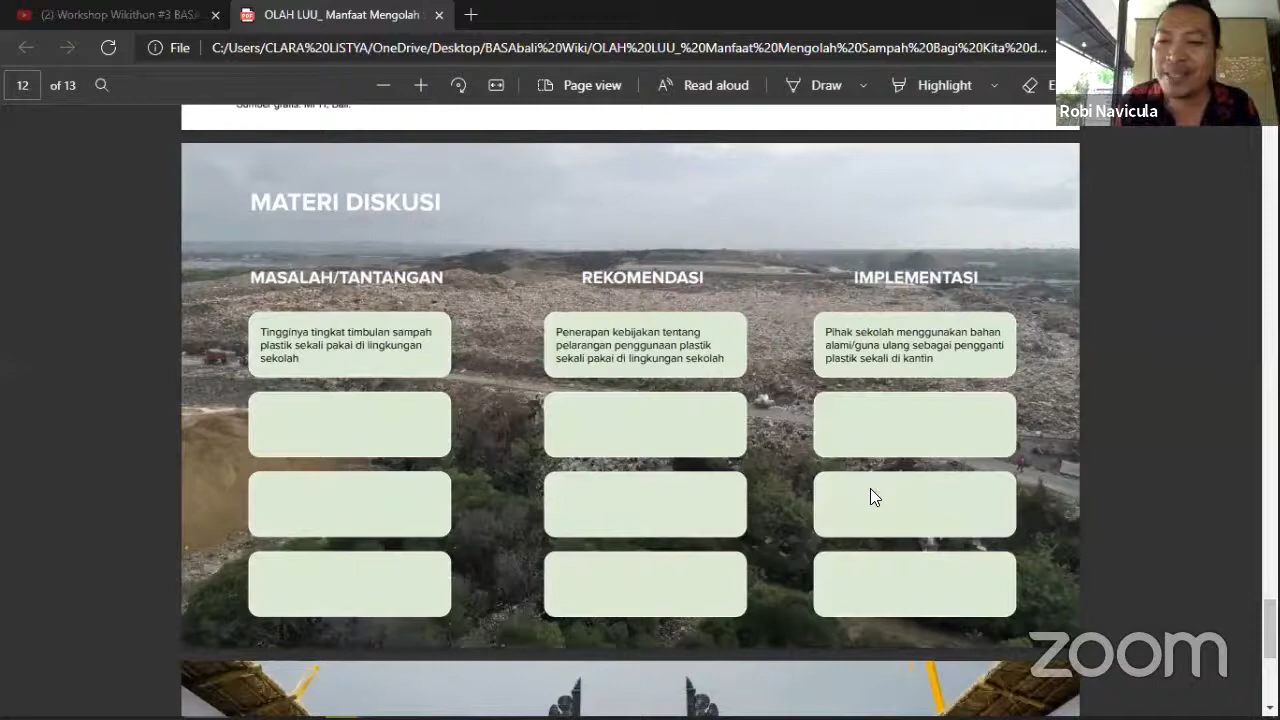 (2) Workshop Wikithon #3 BASA
OLAH LUU_ Manfaat Mengolah
File
C:/Users/CLARA%20LISTYA/OneDrive/Desktop/BASAbali%20Wiki/OLAH%20LUU_%20Manfaat%20Mengolah%20Sampah%20Bagi%20Kita%20d...
12 of 13
Page view
Read aloud
Draw
Highlight
Robi Navicula
MATERI DISKUSI
MASALAH/TANTANGAN
REKOMENDASI
IMPLEMENTASI
Tingginya tingkat timbulan sampah
plastik sekali pakai di lingkungan
sekolah
Penerapan kebijakan tentang
pelarangan penggunaan plastik
sekali pakai di lingkungan sekolah
Pihak sekolah menggunakan bahan
alami/guna ulang sebagai pengganti
plastik sekali di kantin
zoom